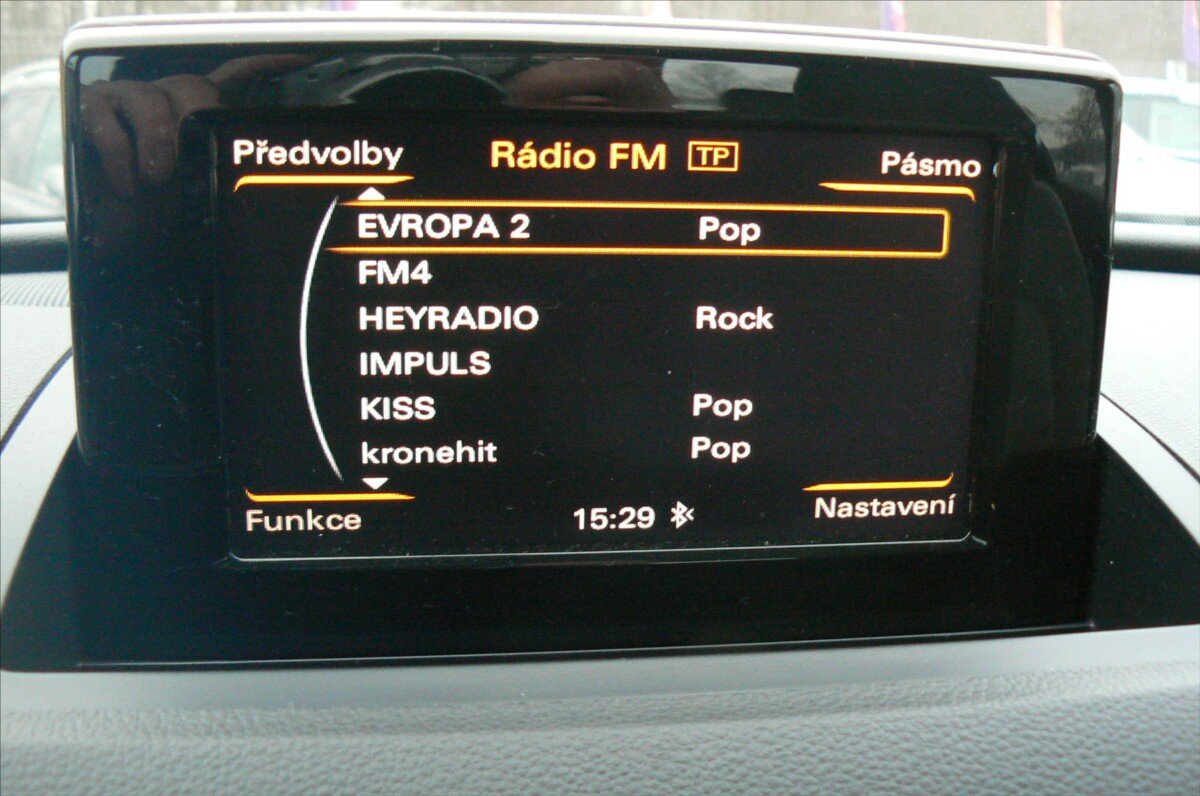 Předvolby Rádio FM TP Pásmo
EVROPA 2 Pop
FM4
HEYRADIO Rock
IMPULS
KISS Pop
kronehit Pop
Funkce 15:29 Nastavení